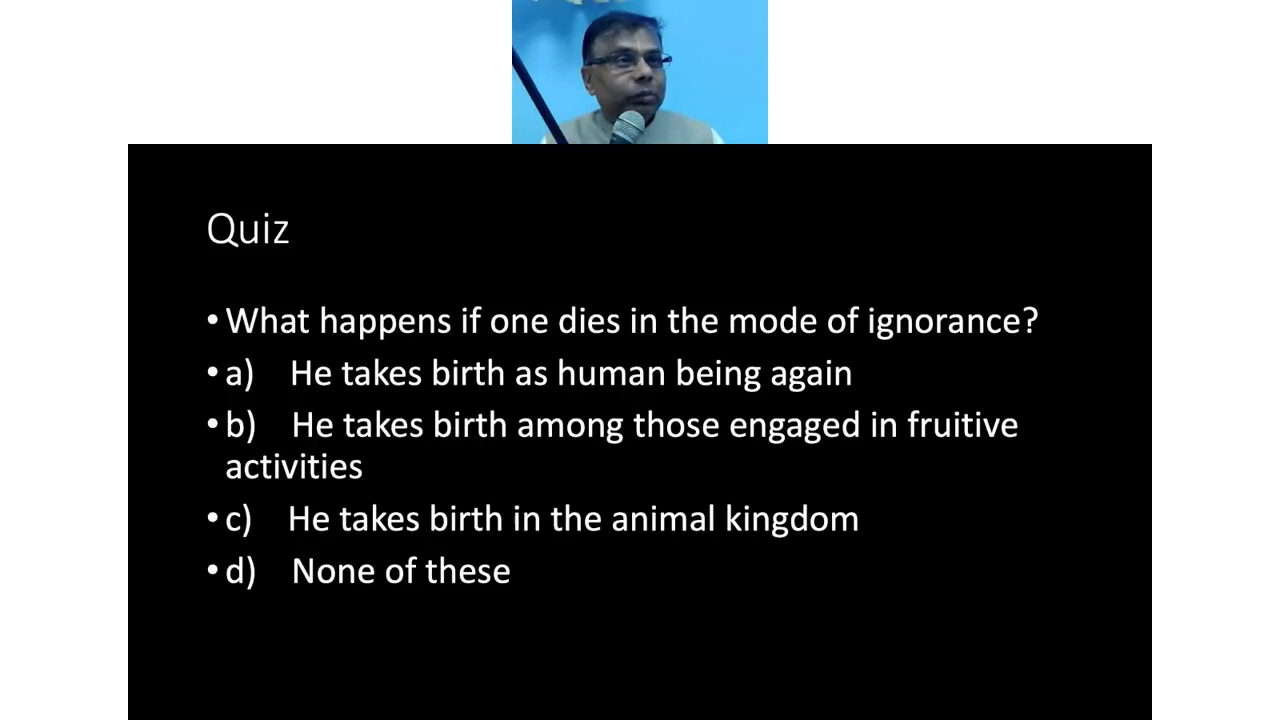 Quiz
• What happens if one dies in the mode of ignorance?
• a) He takes birth as human being again
• b) He takes birth among those engaged in fruitive
activities
• c) He takes birth in the animal kingdom
• d) None of these